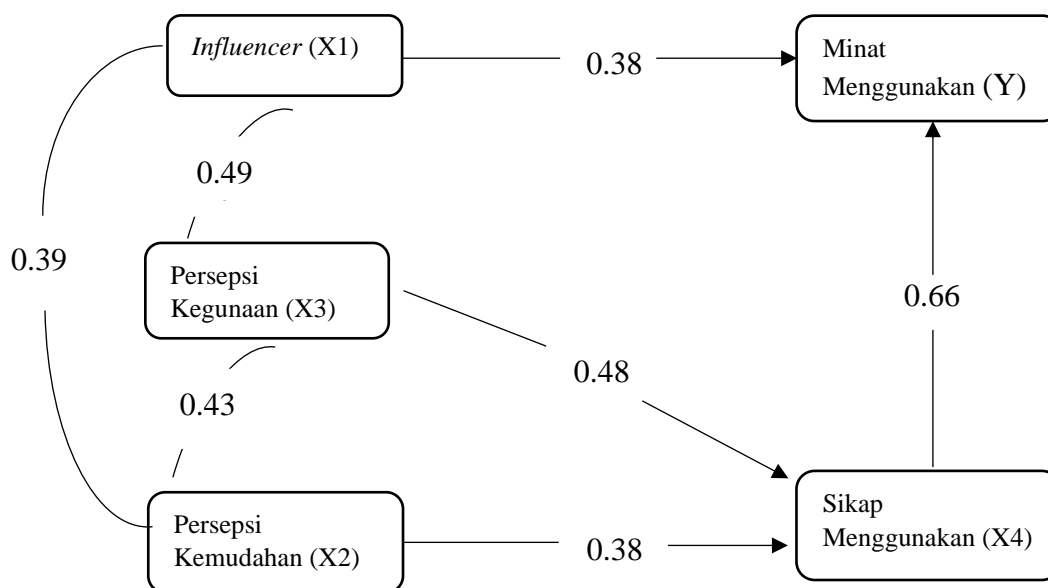 Influencer (X1)
0.38
Minat
Menggunakan (Y)
0.49
0.39
Persepsi
Kegunaan (X3)
0.66
0.48
0.43
Persepsi
Kemudahan (X2)
0.38
Sikap
Menggunakan (X4)